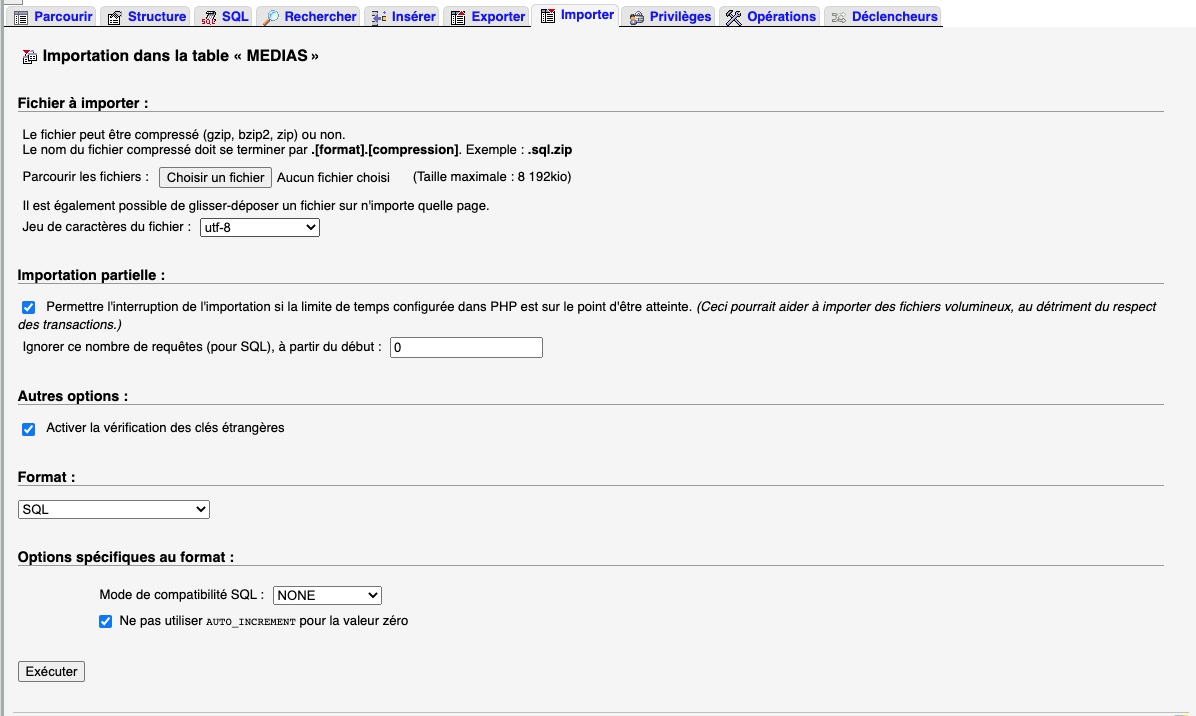 Parcourir Structure SQL Rechercher Insérer Exporter Importer Privilèges Opérations Déclencheurs
Importation dans la table « MEDIAS »
Fichier à importer :
Le fichier peut être compressé (gzip, bzip2, zip) ou non.
Le nom du fichier compressé doit se terminer par .[format].[compression]. Exemple : .sql.zip
Parcourir les fichiers : Choisir un fichier Aucun fichier choisi (Taille maximale : 8 192kio)
Il est également possible de glisser-déposer un fichier sur n'importe quelle page.
Jeu de caractères du fichier : utf-8
Importation partielle :
Permettre l'interruption de l'importation si la limite de temps configurée dans PHP est sur le point d'être atteinte. (Ceci pourrait aider à importer des fichiers volumineux, au détriment du respect
des transactions.)
Ignorer ce nombre de requêtes (pour SQL), à partir du début : 0
Autres options :
Activer la vérification des clés étrangères
Format :
SQL
Options spécifiques au format :
Mode de compatibilité SQL : NONE
Ne pas utiliser AUTO_INCREMENT pour la valeur zéro
Exécuter